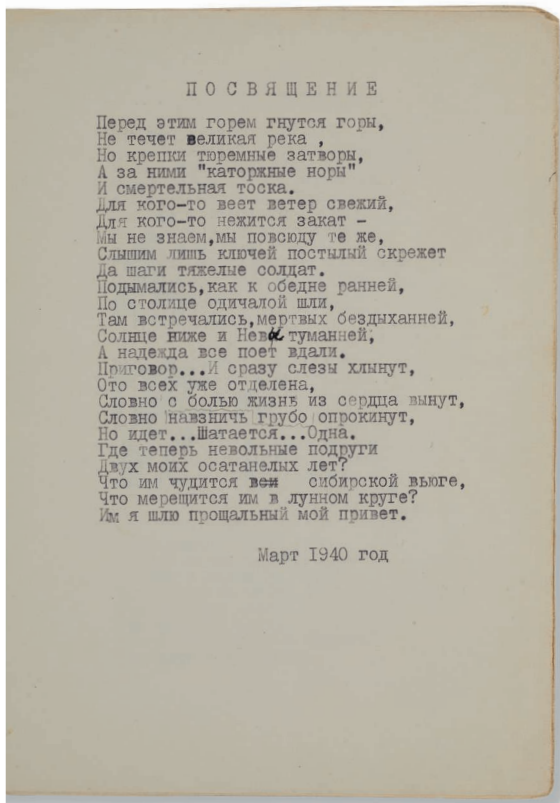 ПОСВЯЩЕНИЕ
Перед этим горем гнутся горы,
Не течет великая река ,
Но крепки тюремные затворы,
А за ними "каторжные норы"
И смертельная тоска.
Для кого-то веет ветер свежий,
Для кого-то нежится закат -
Мы не знаем,мы повсюду те же,
Слышим лишь ключей постылый скрежет
Да шаги тяжелые солдат.
Подымались,как к обедне ранней,
По столице одичалой шли,
Там встречались,мертвых бездыханней,
Солнце ниже и Нева туманней,
А надежда все поет вдали.
Приговор...И сразу слезы хлынут,
Ото всех уже отделена,
Словно с болью жизнь из сердца вынут,
Словно навзничь грубо опрокинут,
Но идет...Шатается...Одна.
Где теперь невольные подруги
Двух моих осатанелых лет?
Что им чудится в сибирской вьюге,
Что мерещится им в лунном круге?
Им я шлю прощальный мой привет.
Март 1940 год